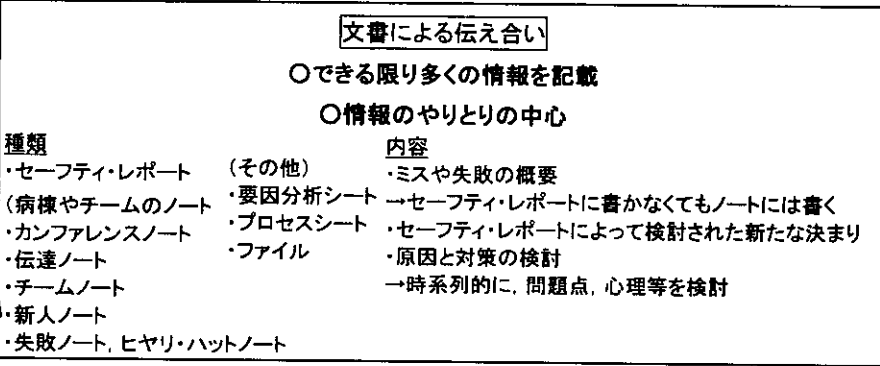 文書による伝え合い
○できる限り多くの情報を記載
○情報のやりとりの中心
種類
・セーフティ・レポート
(病棟やチームのノート
・カンファレンスノート
・伝達ノート
・チームノート
・新人ノート
・失敗ノート，ヒヤリ・ハットノート
(その他)
・要因分析シート
・プロセスシート
・ファイル
内容
・ミスや失敗の概要
→セーフティ・レポートに書かなくてもノートには書く
・セーフティ・レポートによって検討された新たな決まり
・原因と対策の検討
→時系列的に，問題点，心理等を検討